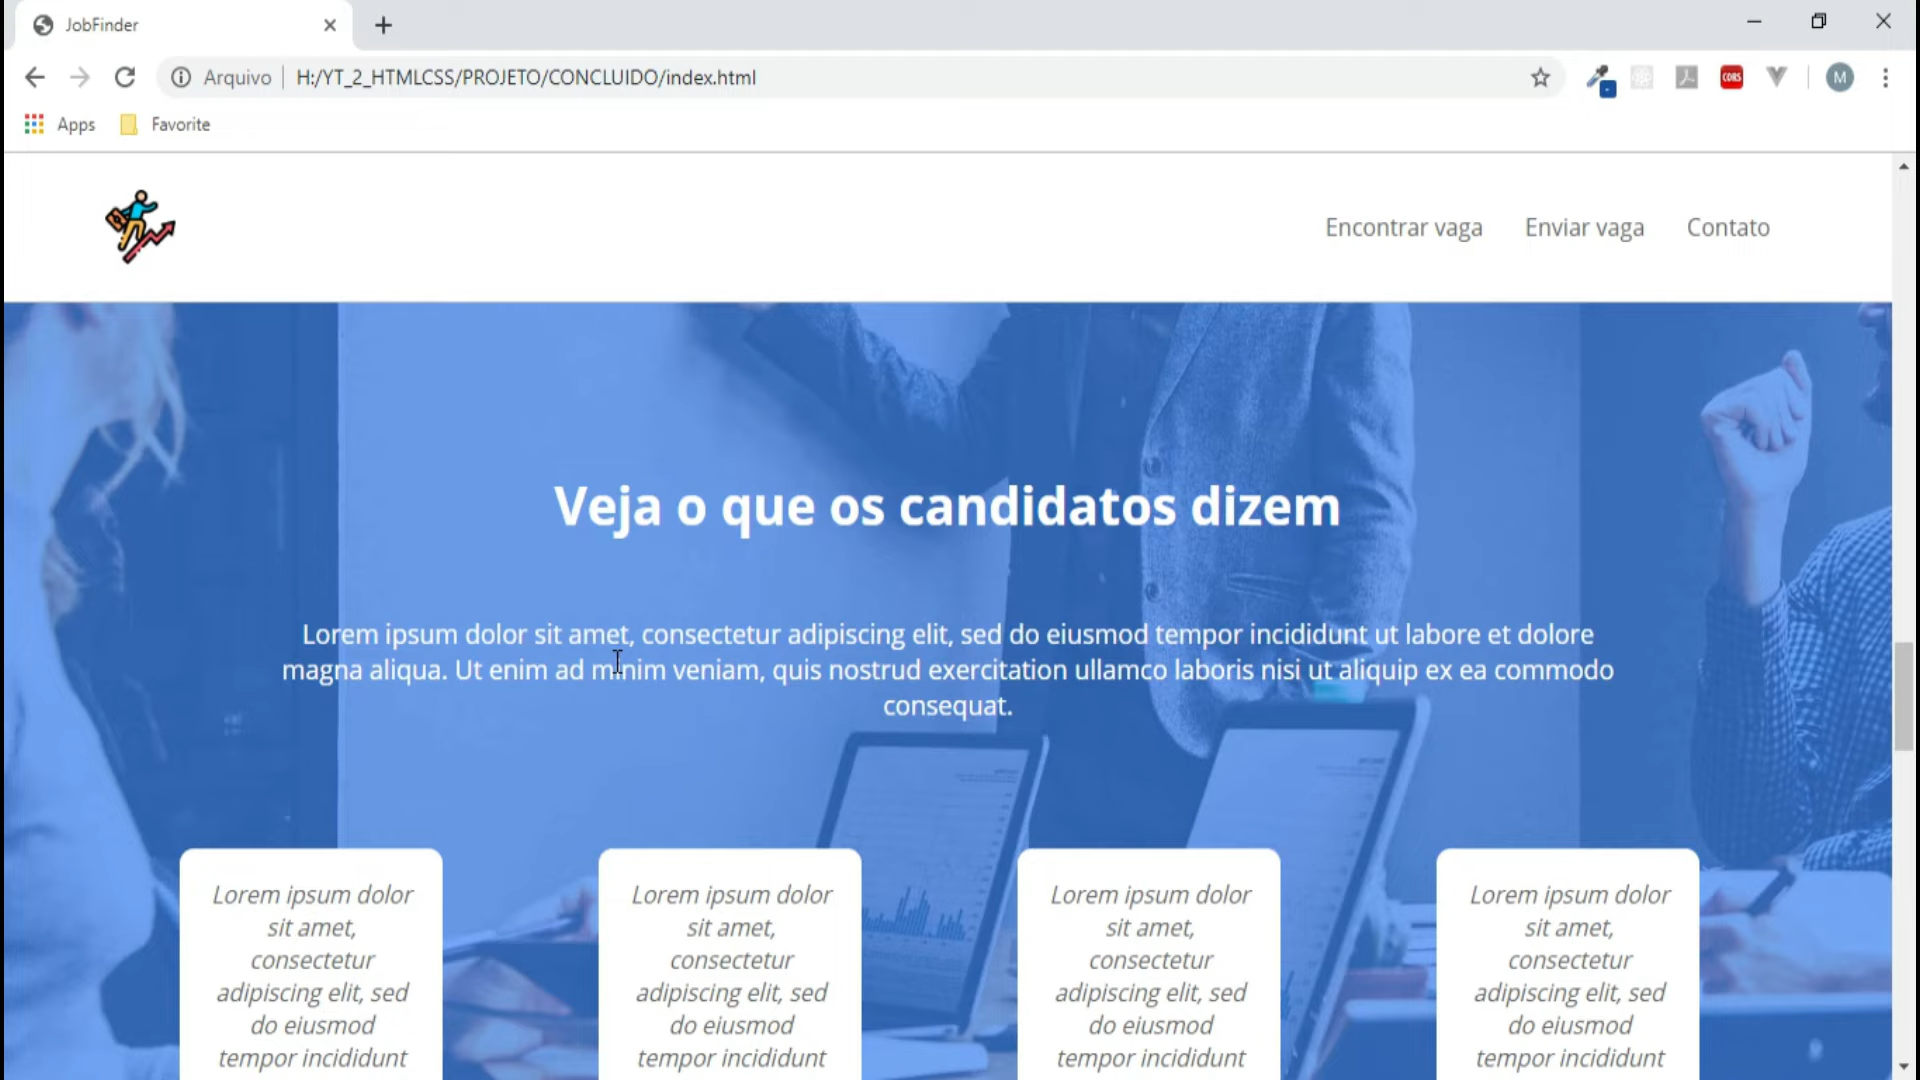 JobFinder
Arquivo H:/YT_2_HTMLCSS/PROJETO/CONCLUIDO/index.html
CORS
M
Apps Favorite
Encontrar vaga Enviar vaga Contato
Veja o que os candidatos dizem
Lorem ipsum dolor sit amet, consectetur adipiscing elit, sed do eiusmod tempor incididunt ut labore et dolore
magna aliqua. Ut enim ad minim veniam, quis nostrud exercitation ullamco laboris nisi ut aliquip ex ea commodo
consequat.
Lorem ipsum dolor
sit amet,
consectetur
adipiscing elit, sed
do eiusmod
tempor incididunt
Lorem ipsum dolor
sit amet,
consectetur
adipiscing elit, sed
do eiusmod
tempor incididunt
Lorem ipsum dolor
sit amet,
consectetur
adipiscing elit, sed
do eiusmod
tempor incididunt
Lorem ipsum dolor
sit amet,
consectetur
adipiscing elit, sed
do eiusmod
tempor incididunt